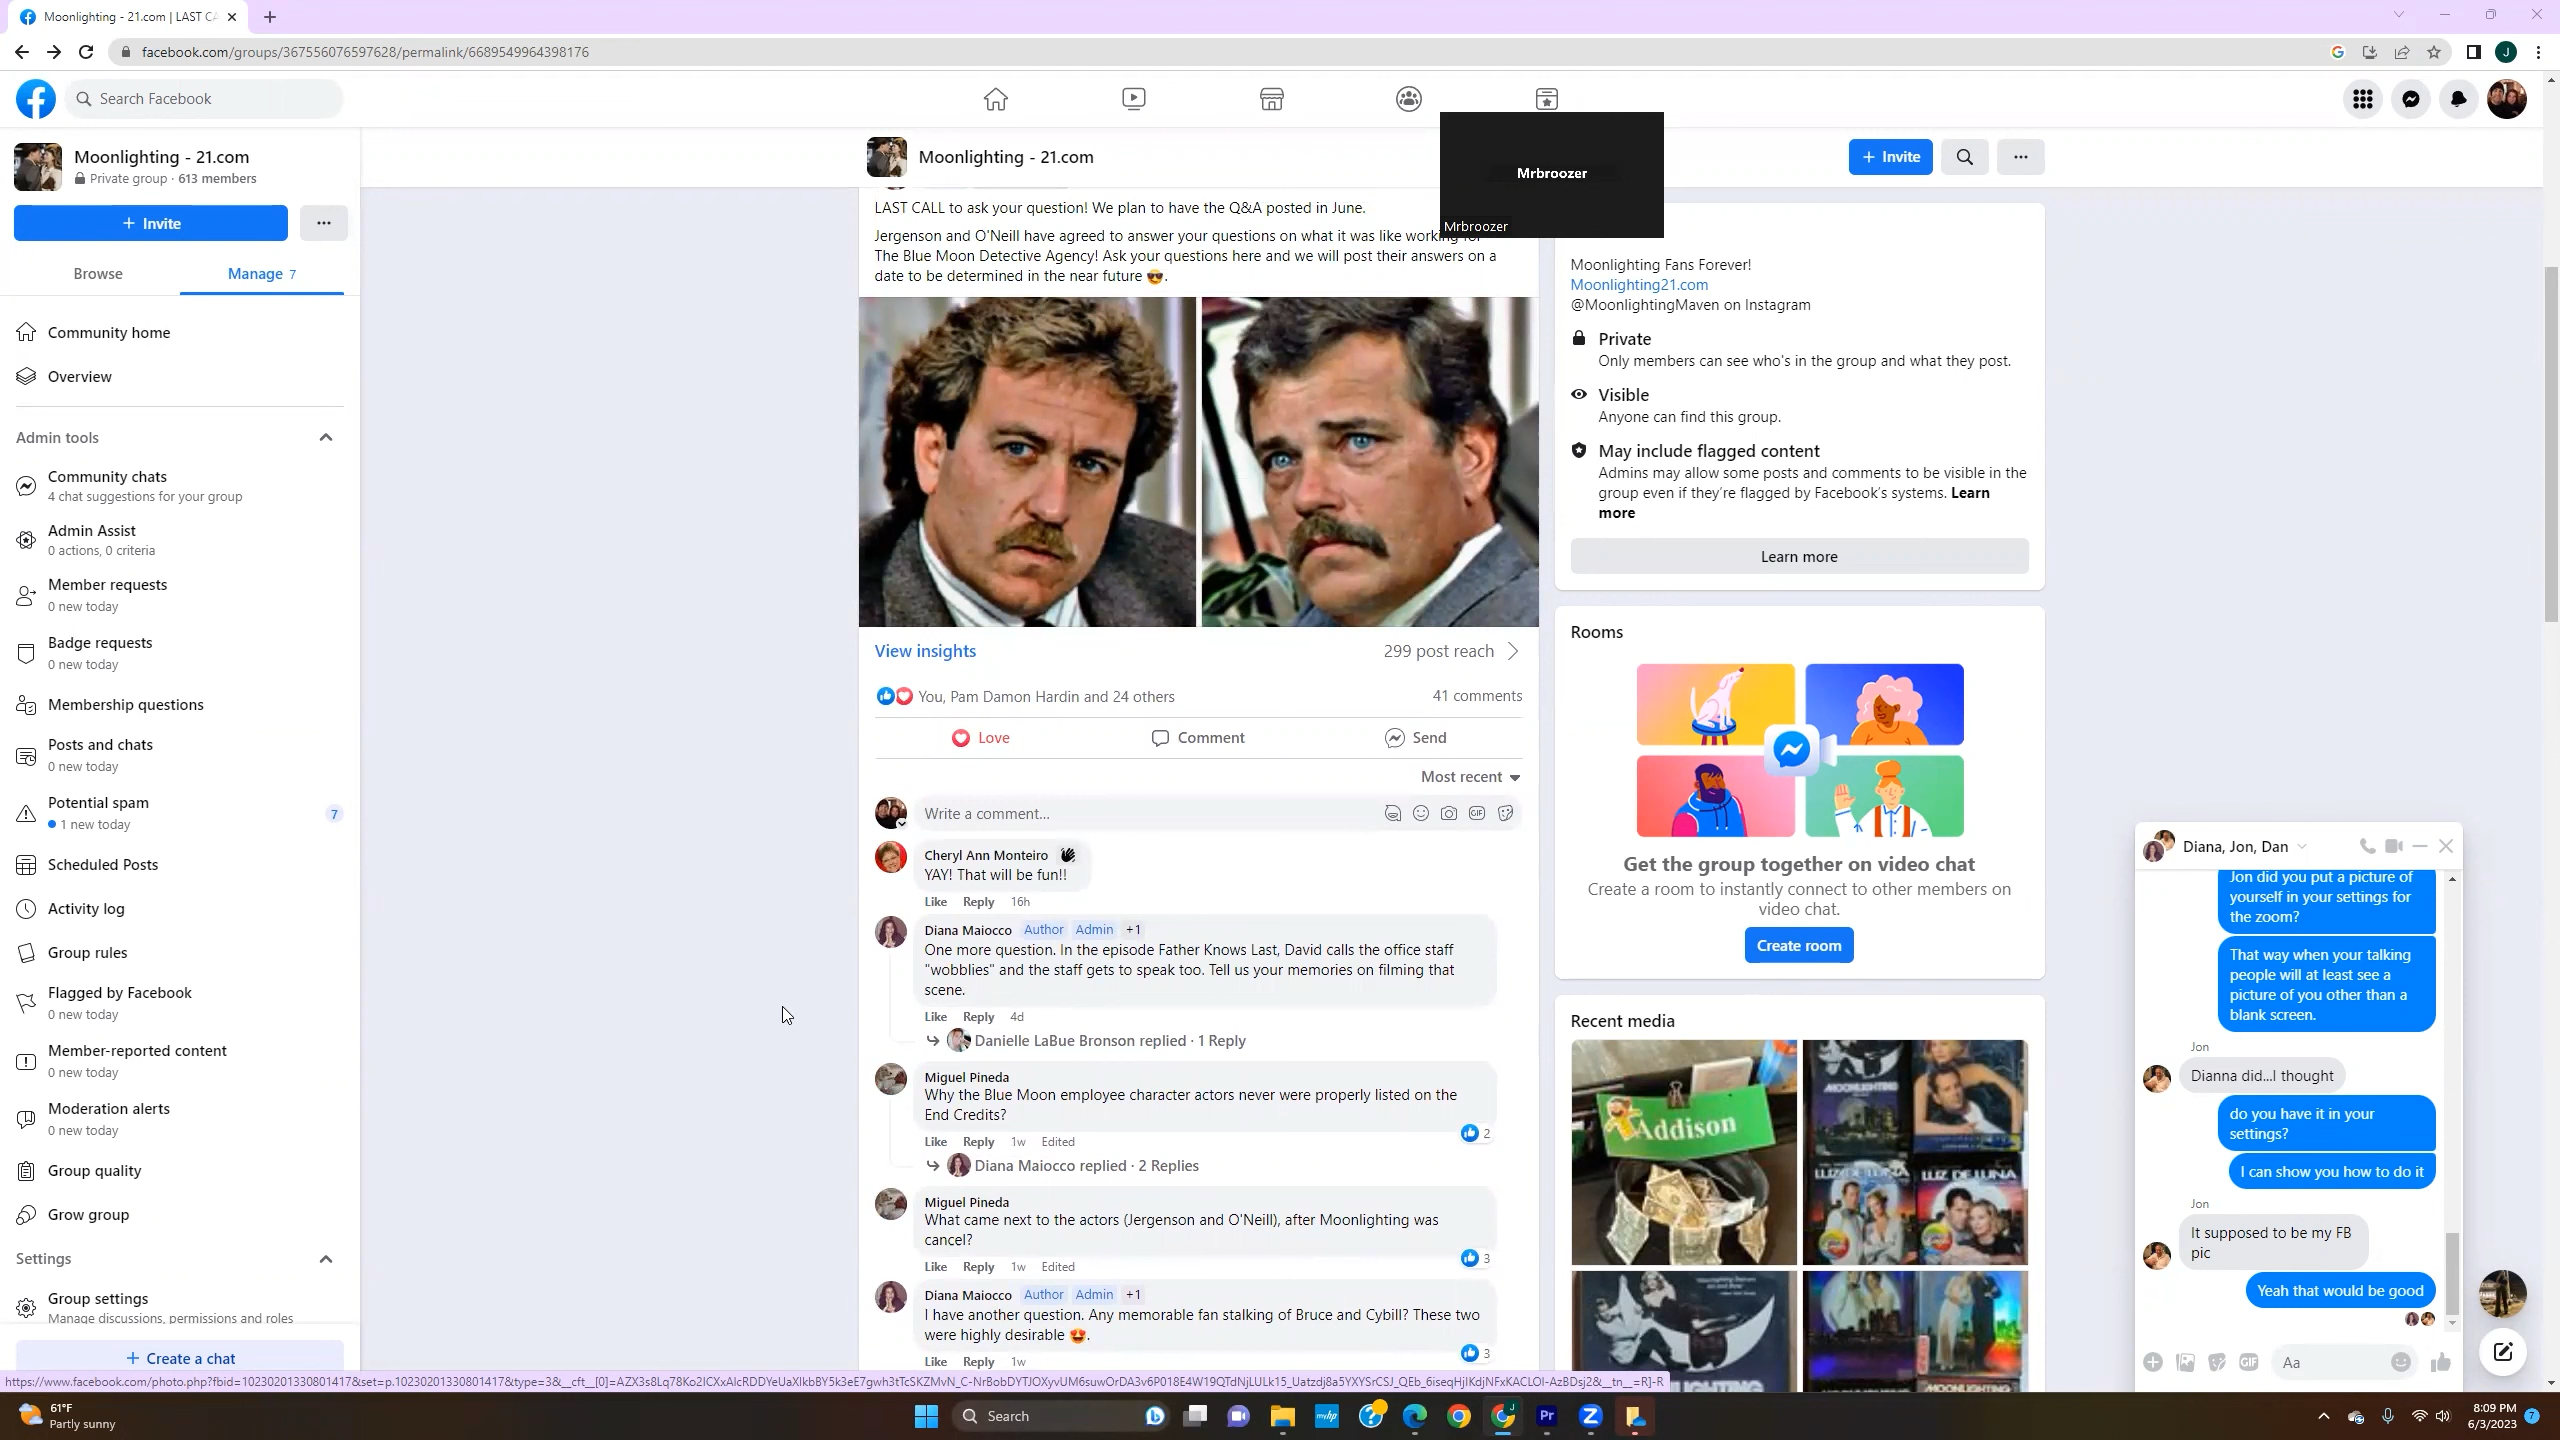 Moonlighting - 21.com | LAST CA
facebook.com/groups/367556076597628/permalink/6689549964398176
J
Search Facebook
Moonlighting - 21.com
Private group · 613 members
+ Invite
Browse
Manage 7
Community home
Overview
Admin tools
Community chats
4 chat suggestions for your group
Admin Assist
0 actions, 0 criteria
Member requests
0 new today
Badge requests
0 new today
Membership questions
Posts and chats
0 new today
Potential spam
1 new today
7
Scheduled Posts
Activity log
Group rules
Flagged by Facebook
0 new today
Member-reported content
0 new today
Moderation alerts
0 new today
Group quality
Grow group
Settings
Group settings
Manage discussions, permissions and roles
+ Create a chat
Moonlighting - 21.com
+ Invite
Mrbroozer
Mrbroozer
LAST CALL to ask your question! We plan to have the Q&A posted in June.
Jergenson and O'Neill have agreed to answer your questions on what it was like working for
The Blue Moon Detective Agency! Ask your questions here and we will post their answers on a
date to be determined in the near future 😎.
View insights
299 post reach
You, Pam Damon Hardin and 24 others
41 comments
Love
Comment
Send
Most recent
Write a comment...
GIF
Cheryl Ann Monteiro
YAY! That will be fun!!
Like Reply 16h
Diana Maiocco Author Admin +1
One more question. In the episode Father Knows Last, David calls the office staff
"wobblies" and the staff gets to speak too. Tell us your memories on filming that
scene.
Like Reply 4d
Danielle LaBue Bronson replied · 1 Reply
Miguel Pineda
Why the Blue Moon employee character actors never were properly listed on the
End Credits?
2
Like Reply 1w Edited
Diana Maiocco replied · 2 Replies
Miguel Pineda
What came next to the actors (Jergenson and O'Neill), after Moonlighting was
cancel?
3
Like Reply 1w Edited
Diana Maiocco Author Admin +1
I have another question. Any memorable fan stalking of Bruce and Cybill? These two
were highly desirable 😍.
3
Like Reply 1w
Moonlighting Fans Forever!
Moonlighting21.com
@MoonlightingMaven on Instagram
Private
Only members can see who's in the group and what they post.
Visible
Anyone can find this group.
May include flagged content
Admins may allow some posts and comments to be visible in the
group even if they're flagged by Facebook's systems. Learn
more
Learn more
Rooms
Get the group together on video chat
Create a room to instantly connect to other members on
video chat.
Create room
Recent media
Addison
MOONLIGHTING
LUZ DE LUNA
LUZ DE LUNA
Diana, Jon, Dan
Jon did you put a picture of
yourself in your settings for
the zoom?
That way when your talking
people will at least see a
picture of you other than a
blank screen.
Jon
Dianna did...I thought
do you have it in your
settings?
I can show you how to do it
Jon
It supposed to be my FB
pic
Yeah that would be good
GIF
Aa
61°F
Partly sunny
Search
myhp
Pr
Z
8:09 PM
6/3/2023
7